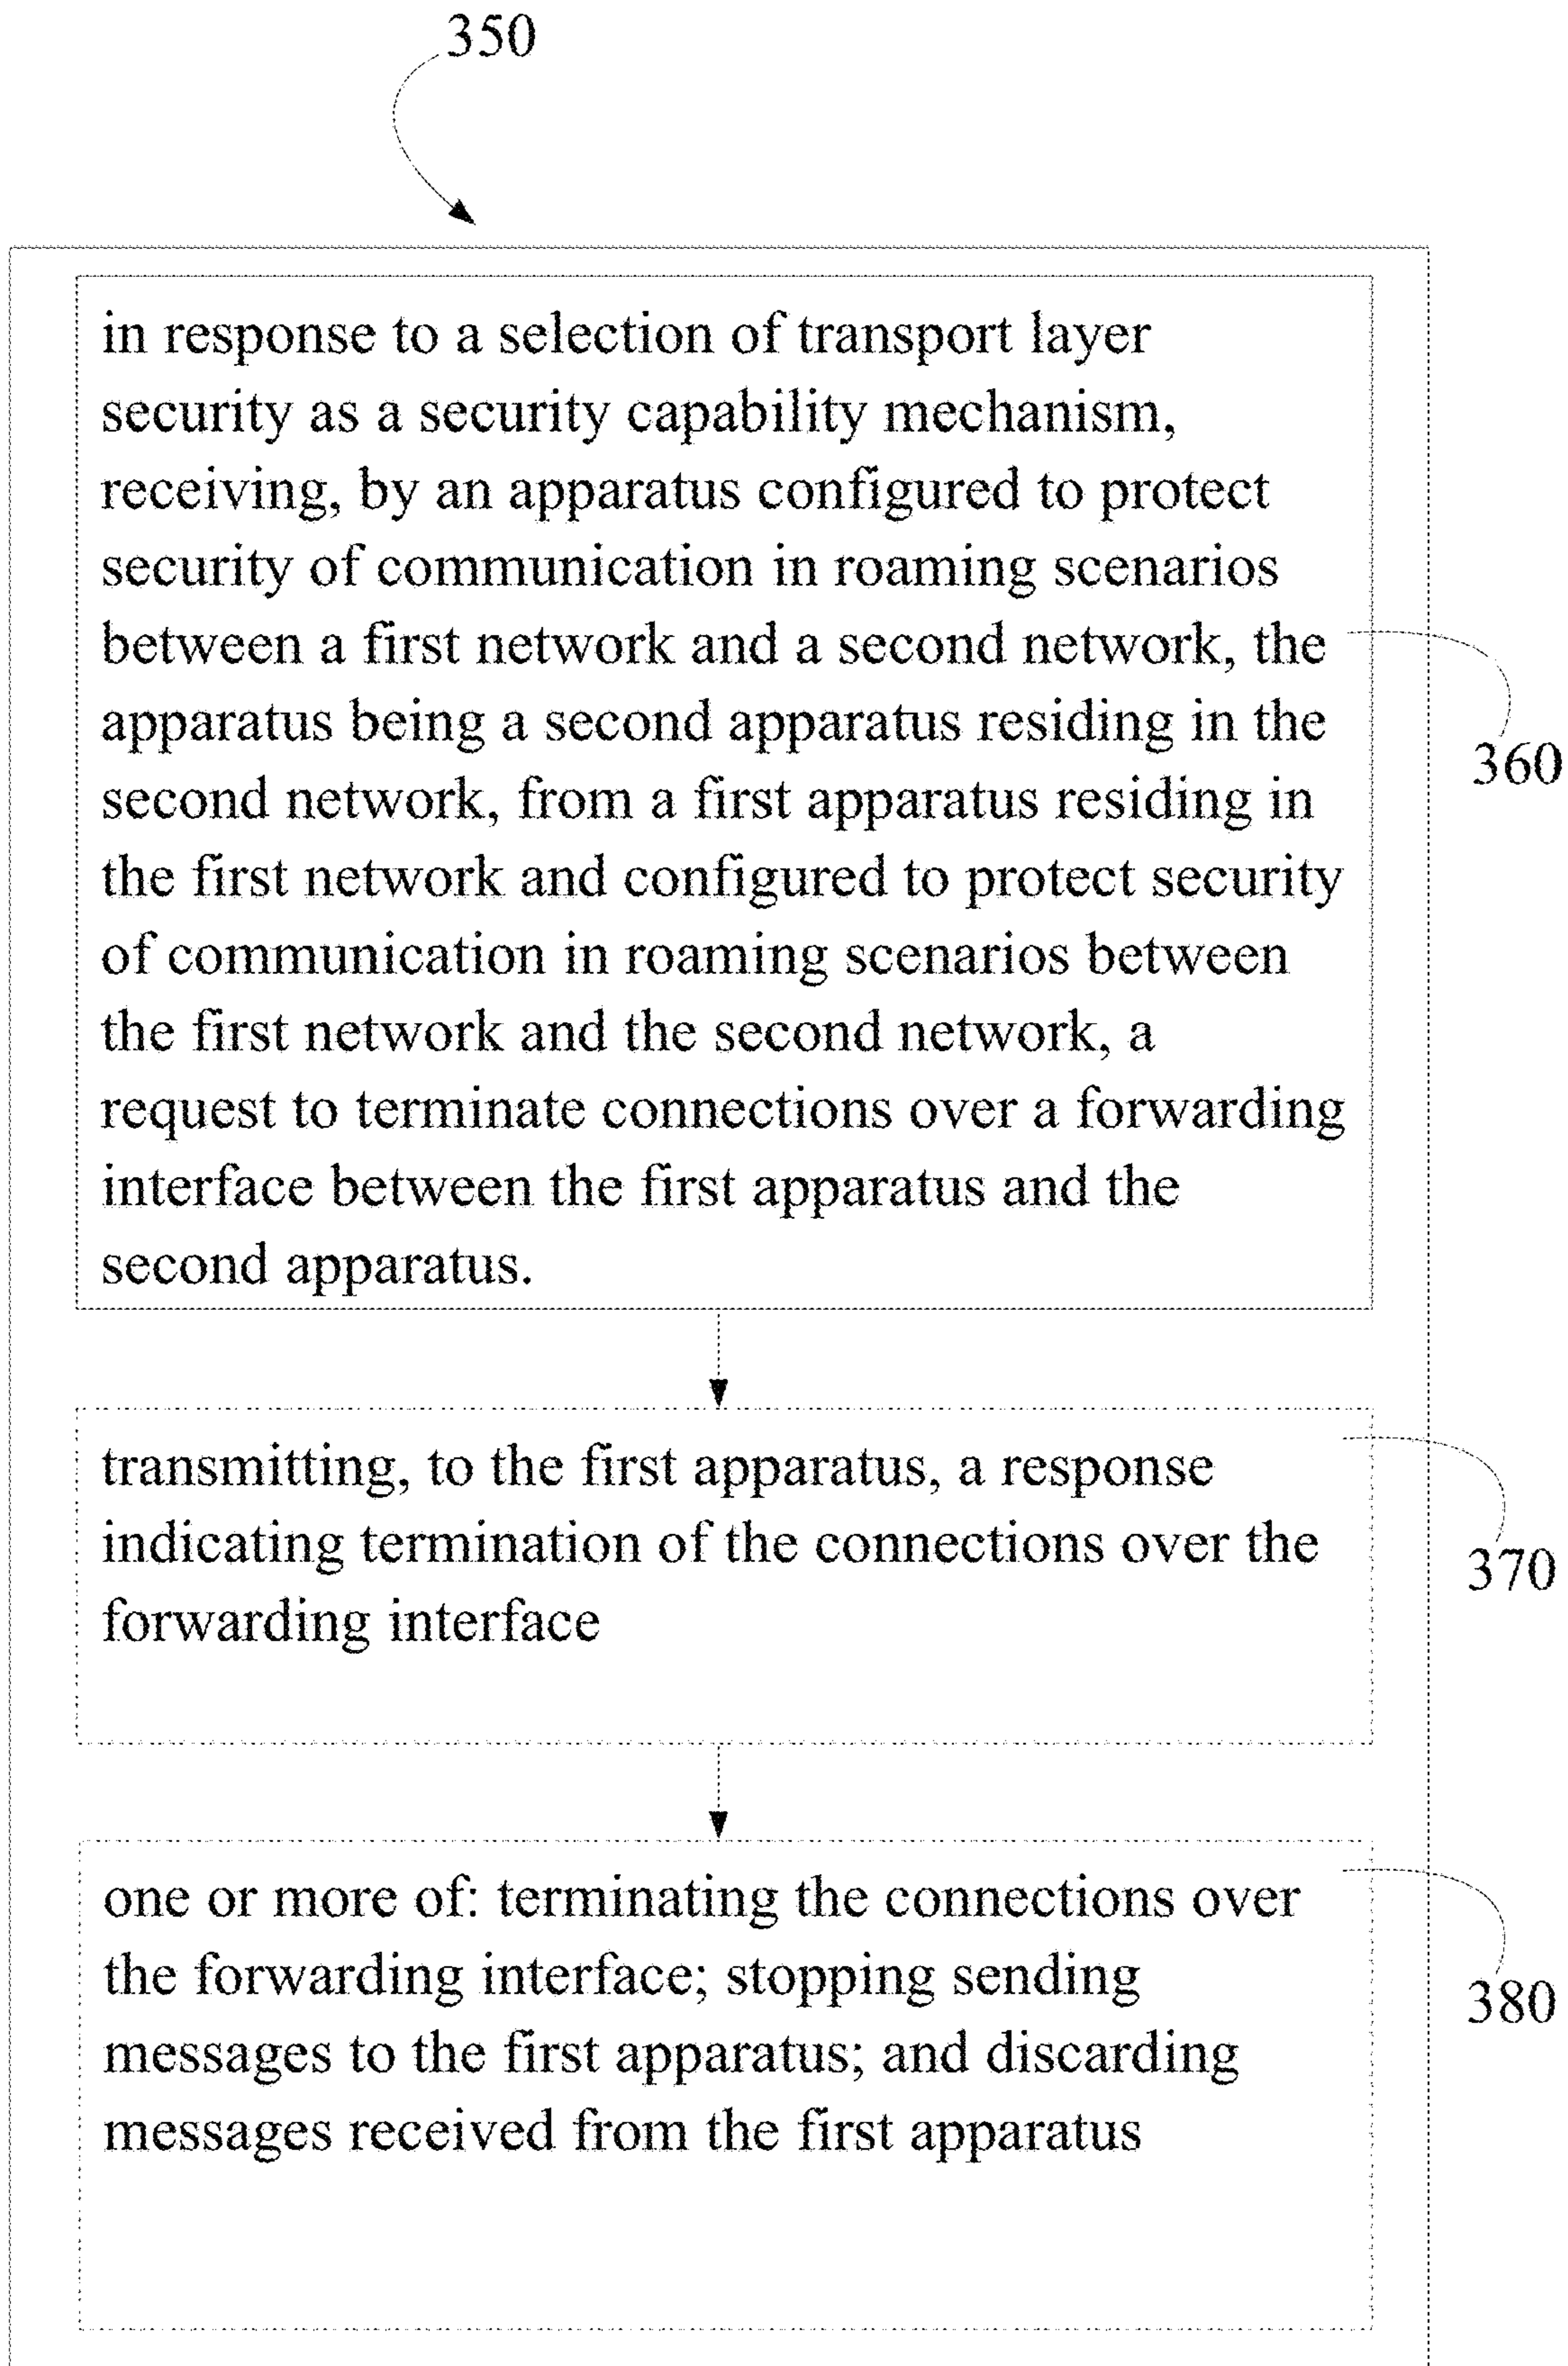 350
in response to a selection of transport layer
security as a security capability mechanism,
receiving, by an apparatus configured to protect
security of communication in roaming scenarios
between a first network and a second network, the
apparatus being a second apparatus residing in the
second network, from a first apparatus residing in
the first network and configured to protect security
of communication in roaming scenarios between
the first network and the second network, a
request to terminate connections over a forwarding
interface between the first apparatus and the
second apparatus.
360
transmitting, to the first apparatus, a response
indicating termination of the connections over the
forwarding interface
370
one or more of: terminating the connections over
the forwarding interface; stopping sending
messages to the first apparatus; and discarding
messages received from the first apparatus
380